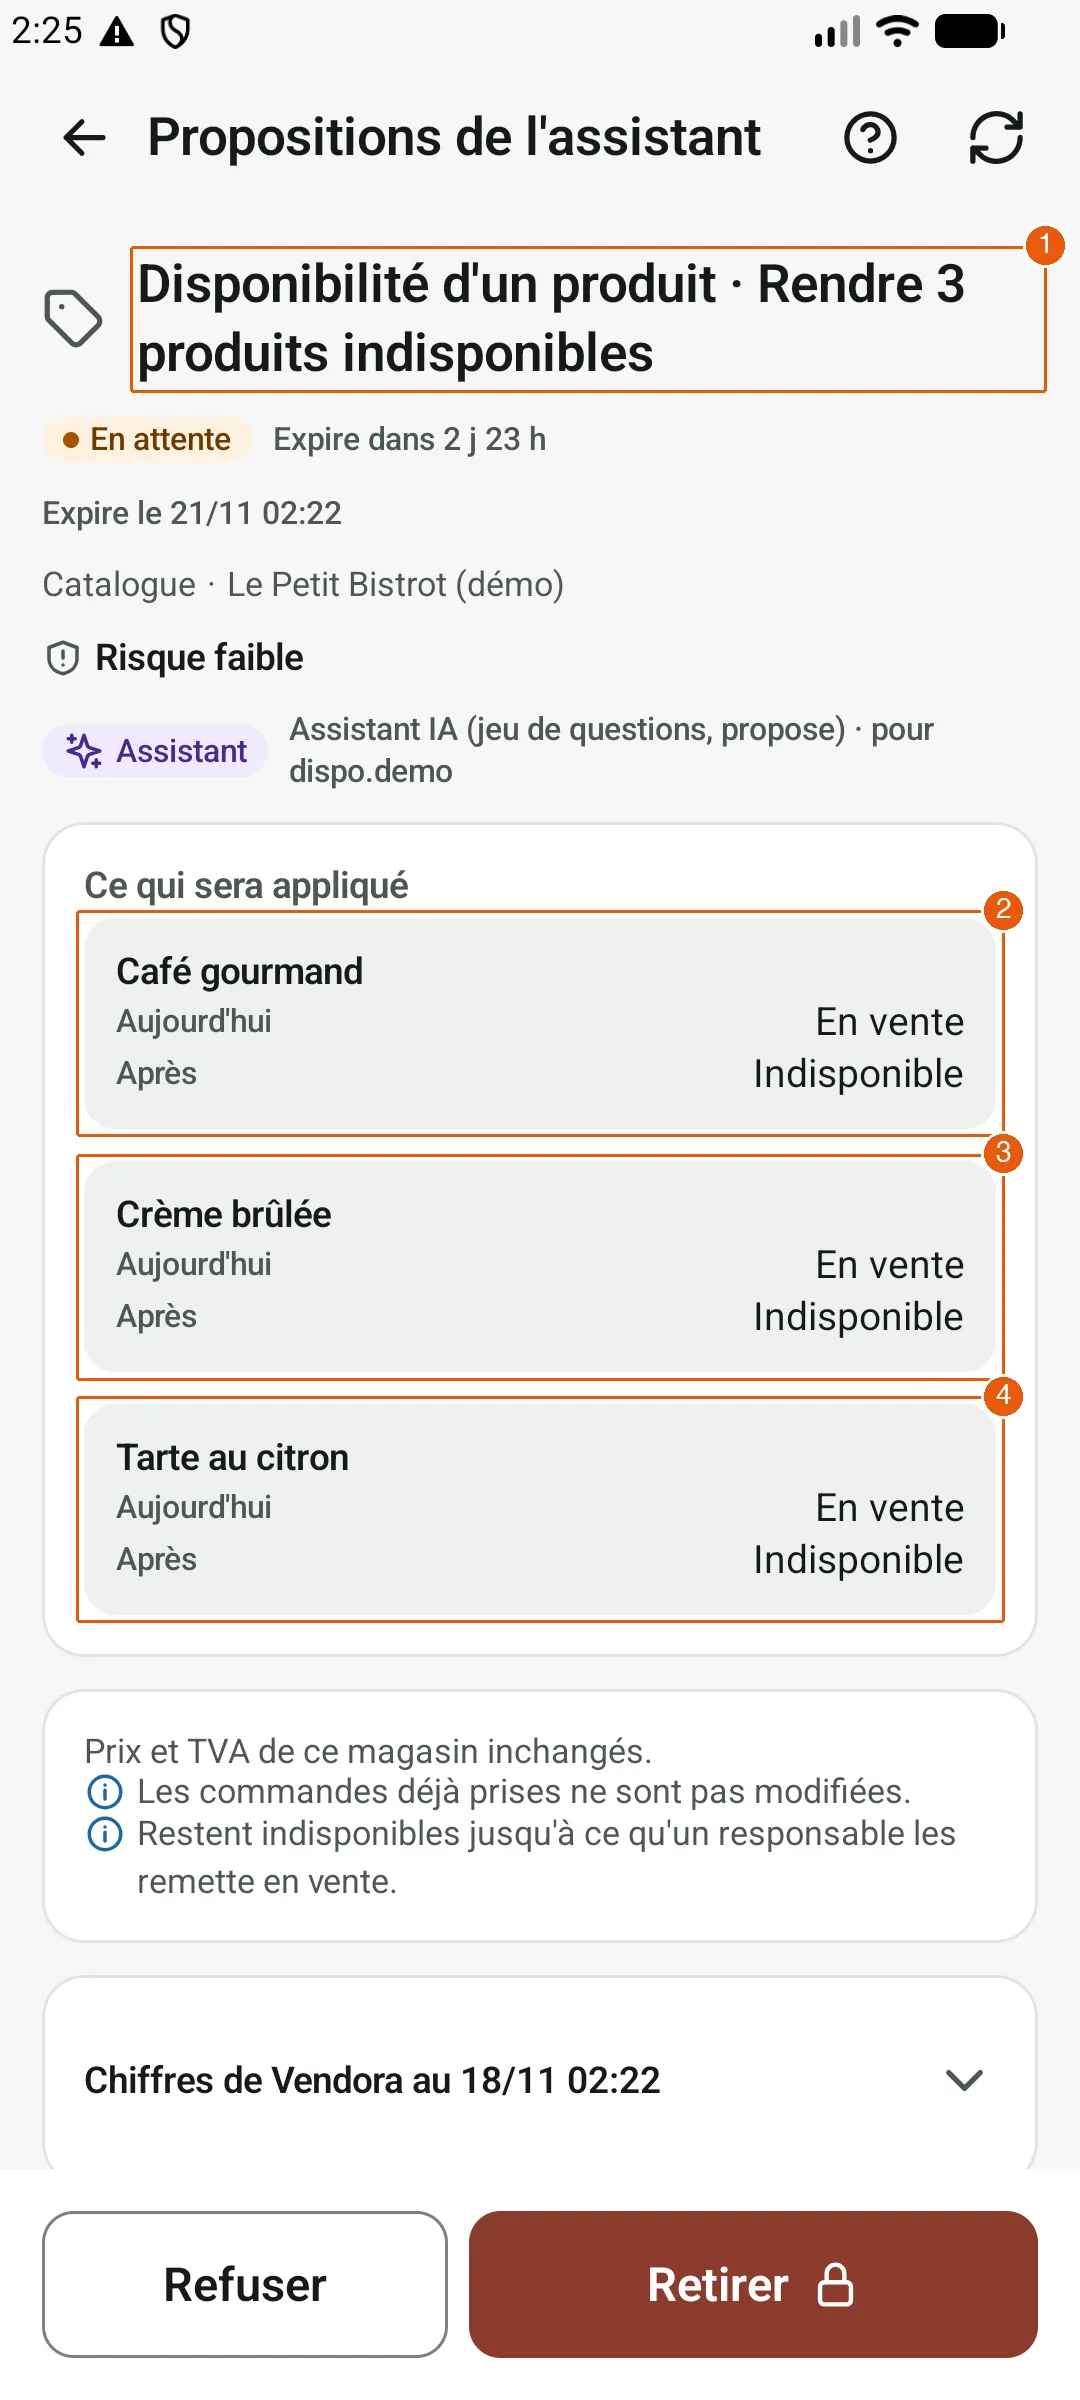 2:25
Propositions de l'assistant
1
Disponibilité d'un produit · Rendre 3
produits indisponibles
En attente Expire dans 2 j 23 h
Expire le 21/11 02:22
Catalogue · Le Petit Bistrot (démo)
Risque faible
Assistant
Assistant IA (jeu de questions, propose) · pour
dispo.demo
Ce qui sera appliqué
2
Café gourmand
Aujourd'hui En vente
Après Indisponible
3
Crème brûlée
Aujourd'hui En vente
Après Indisponible
4
Tarte au citron
Aujourd'hui En vente
Après Indisponible
Prix et TVA de ce magasin inchangés.
Les commandes déjà prises ne sont pas modifiées.
Restent indisponibles jusqu'à ce qu'un responsable les
remette en vente.
Chiffres de Vendora au 18/11 02:22
Refuser Retirer